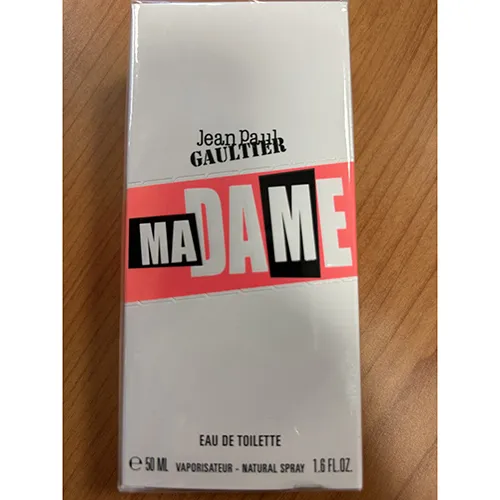 Jean Paul
GAULTIER
MADAME
EAU DE TOILETTE
℮ 50 ML VAPORISATEUR - NATURAL SPRAY 1.6 FL.OZ.